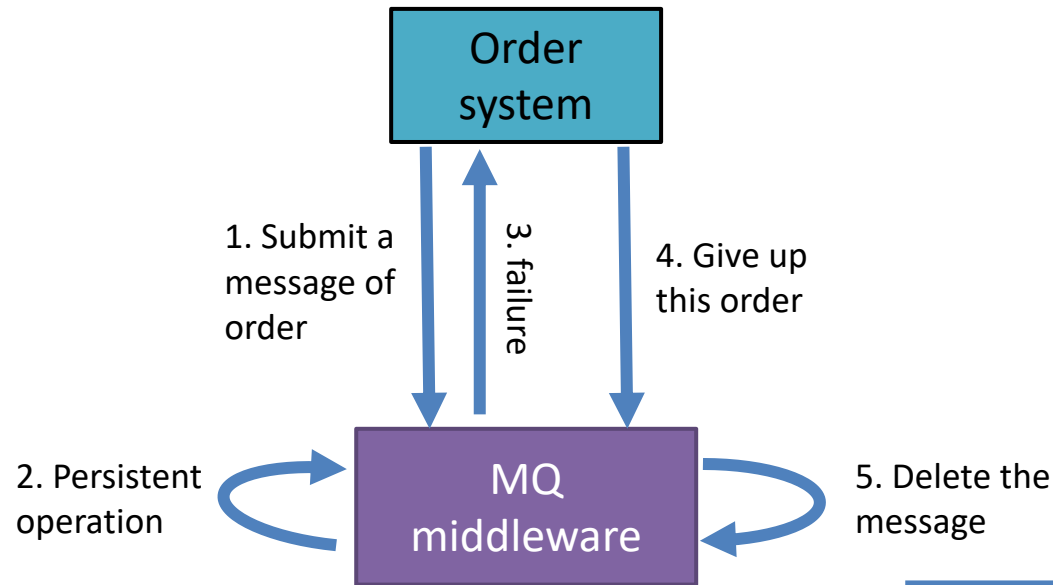 Order
system
1. Submit a
message of
order
3. failure
4. Give up
this order
2. Persistent
operation
MQ
middleware
5. Delete the
message